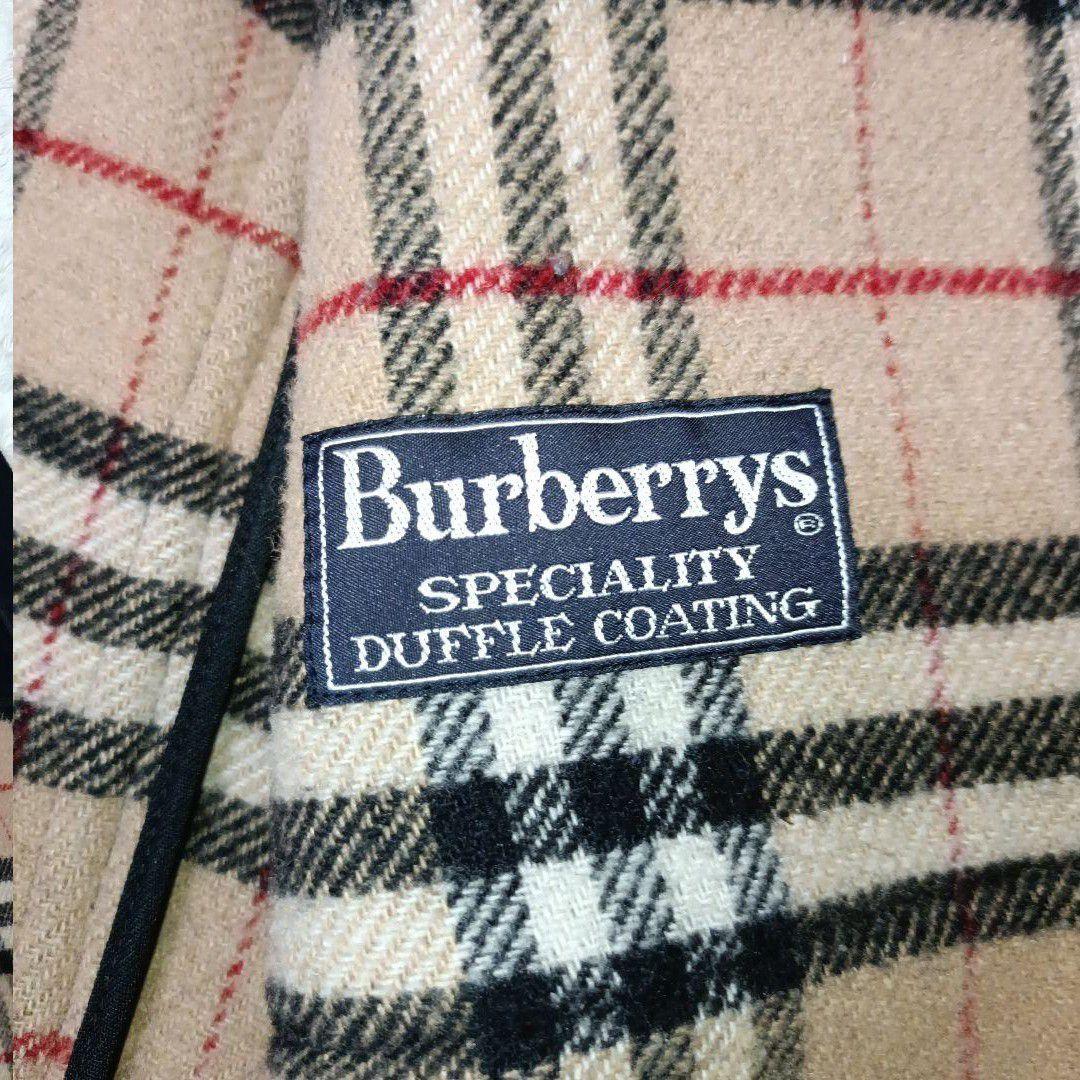 Burberrys®
SPECIALITY
DUFFLE COATING